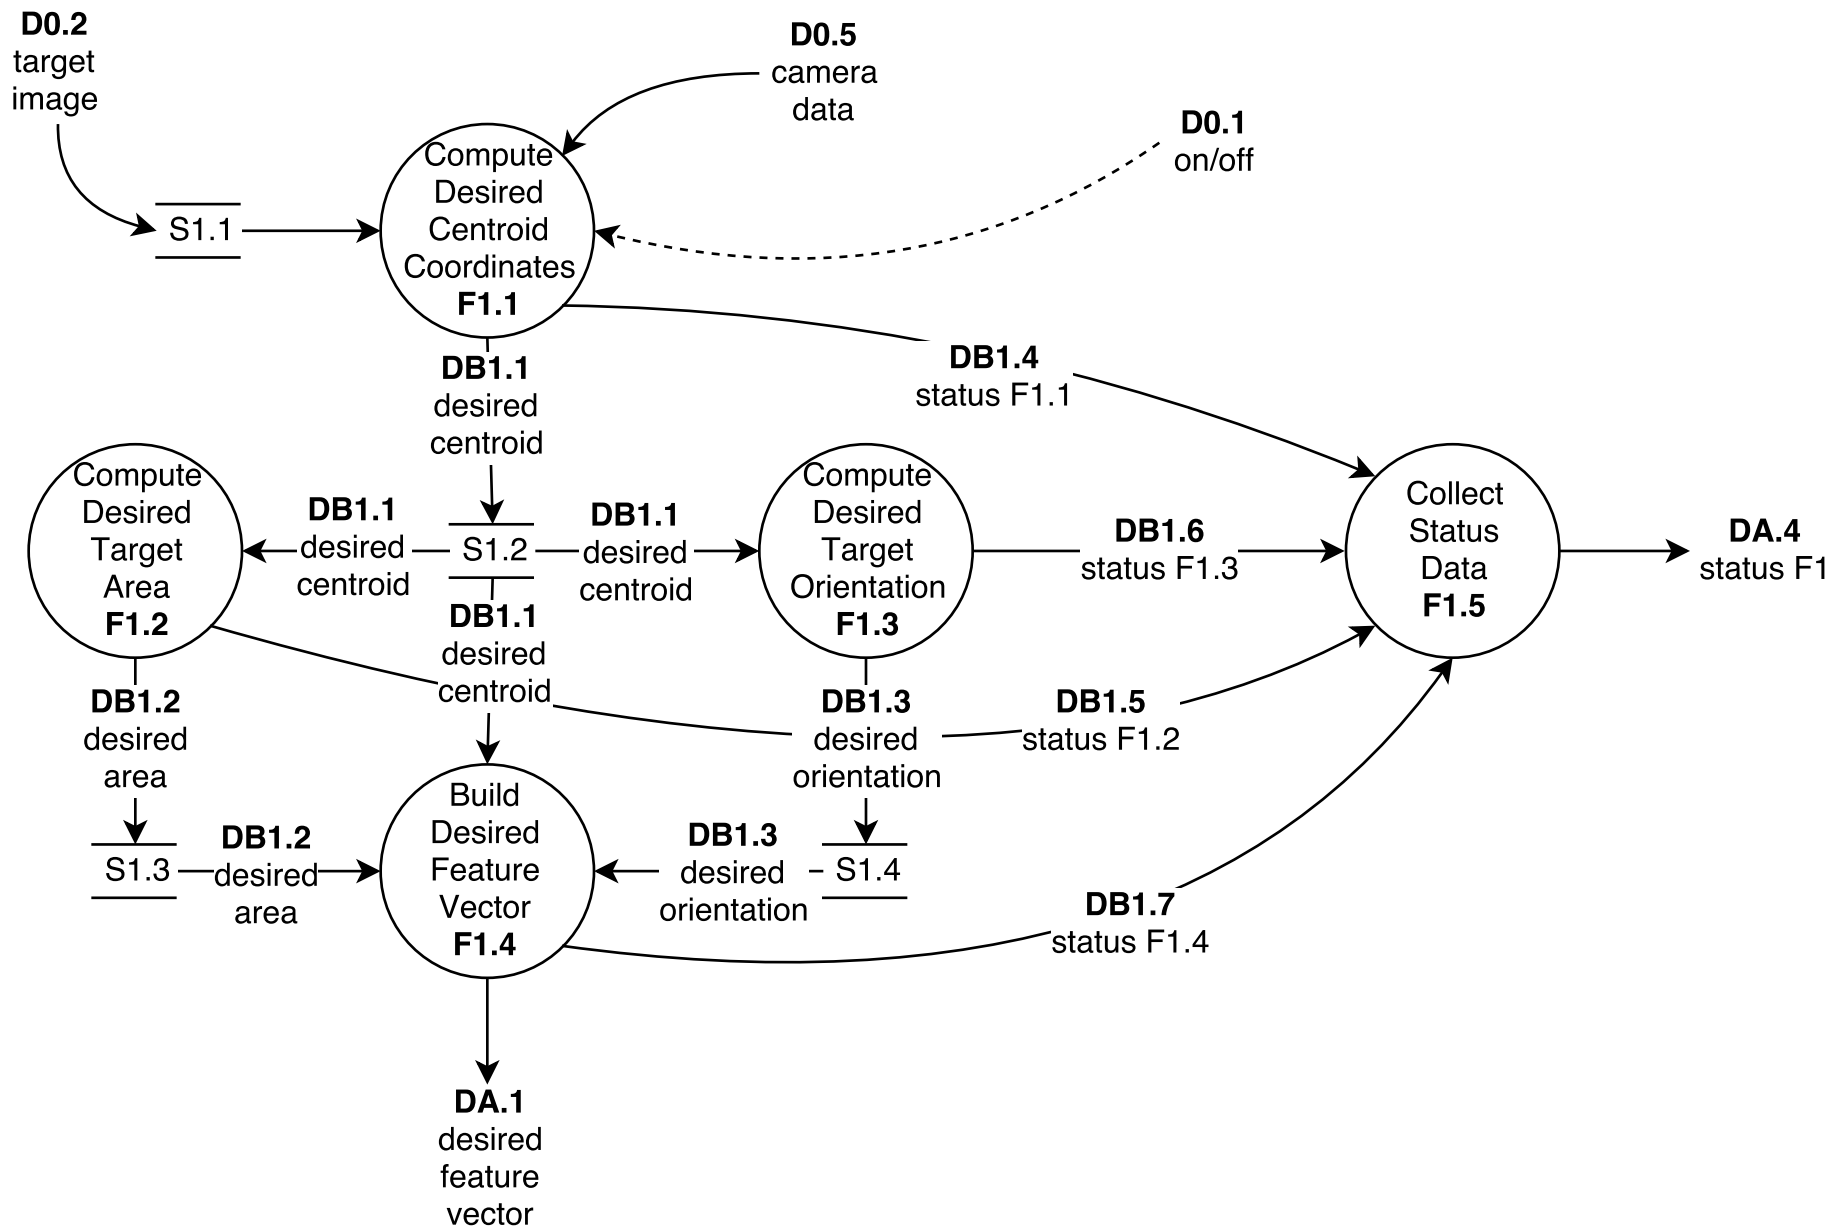 D0.2
target
image
D0.5
camera
data
D0.1
on/off
S1.1
Compute
Desired
Centroid
Coordinates
F1.1
DB1.1
desired
centroid
DB1.4
status F1.1
Compute
Desired
Target
Area
F1.2
DB1.1
desired
centroid
S1.2
DB1.1
desired
centroid
Compute
Desired
Target
Orientation
F1.3
DB1.6
status F1.3
Collect
Status
Data
F1.5
DA.4
status F1
DB1.1
desired
centroid
DB1.2
desired
area
DB1.3
desired
orientation
DB1.5
status F1.2
S1.3
DB1.2
desired
area
Build
Desired
Feature
Vector
F1.4
DB1.3
desired
orientation
S1.4
DB1.7
status F1.4
DA.1
desired
feature
vector